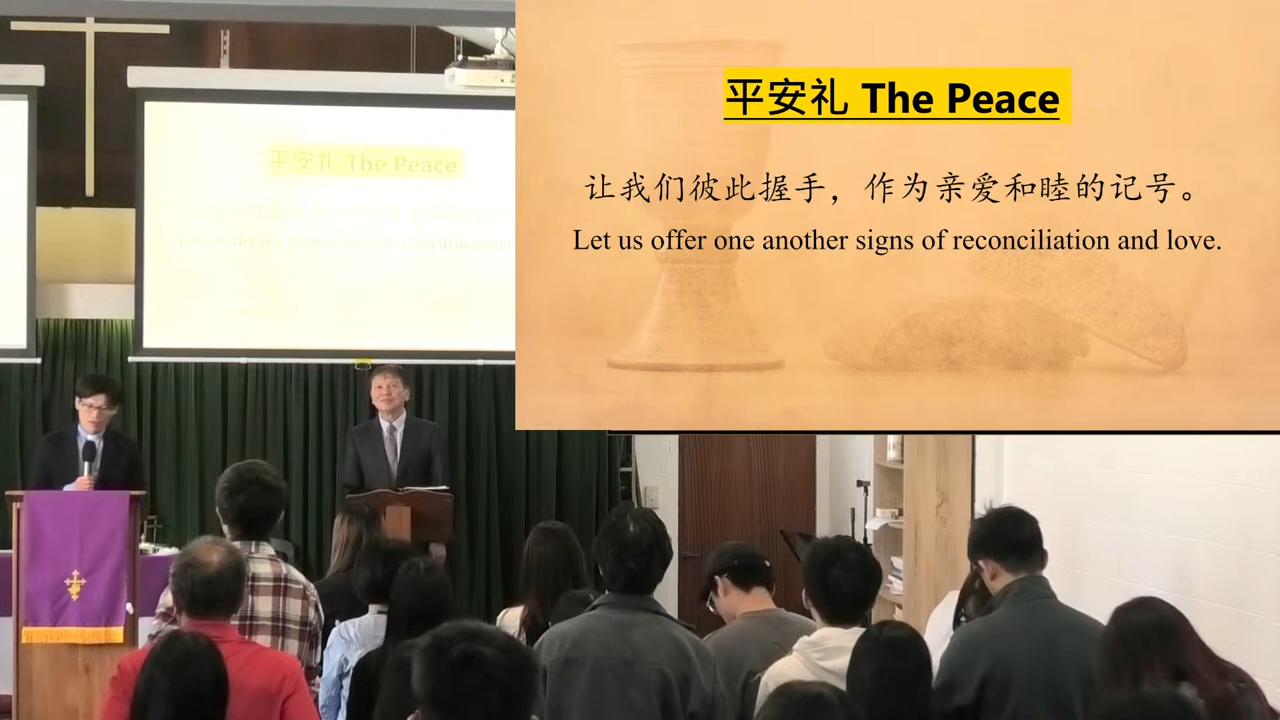 平安礼 The Peace
让我们彼此握手，作为亲爱和睦的记号。
Let us offer one another signs of reconciliation and love.
平安礼 The Peace